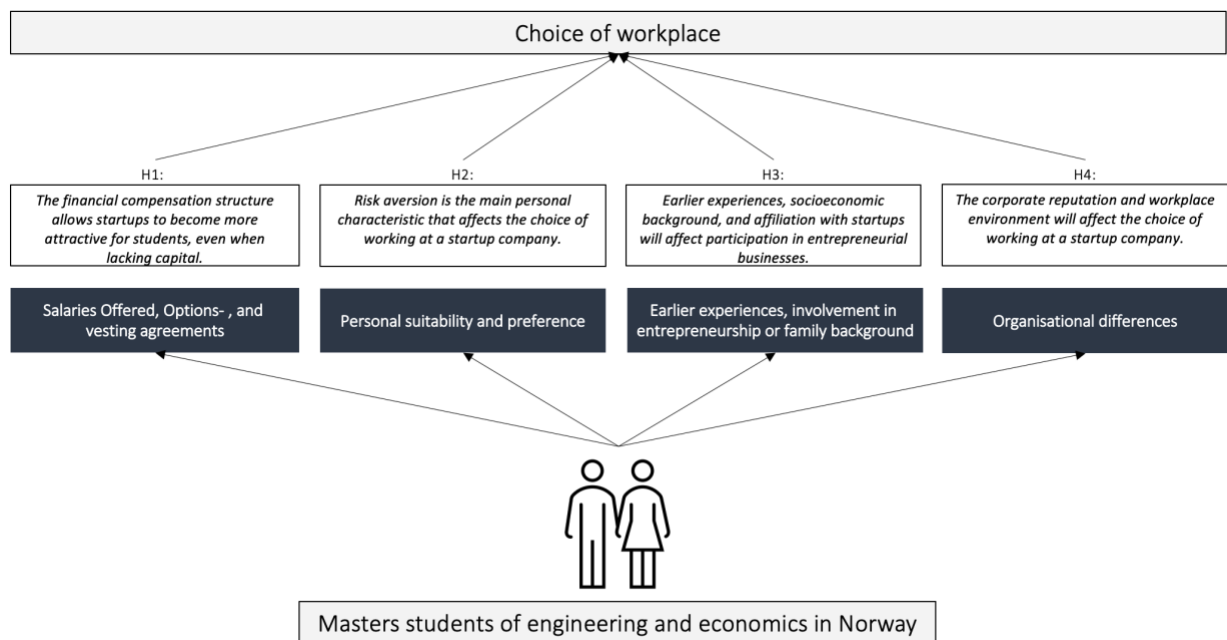 Choice of workplace
H1:
The financial compensation structure
allows startups to become more
attractive for students, even when
lacking capital.
H2:
Risk aversion is the main personal
characteristic that affects the choice of
working at a startup company.
H3:
Earlier experiences, socioeconomic
background, and affiliation with startups
will affect participation in entrepreneurial
businesses.
H4:
The corporate reputation and workplace
environment will affect the choice of
working at a startup company.
Salaries Offered, Options- , and
vesting agreements
Personal suitability and preference
Earlier experiences, involvement in
entrepreneurship or family background
Organisational differences
Masters students of engineering and economics in Norway